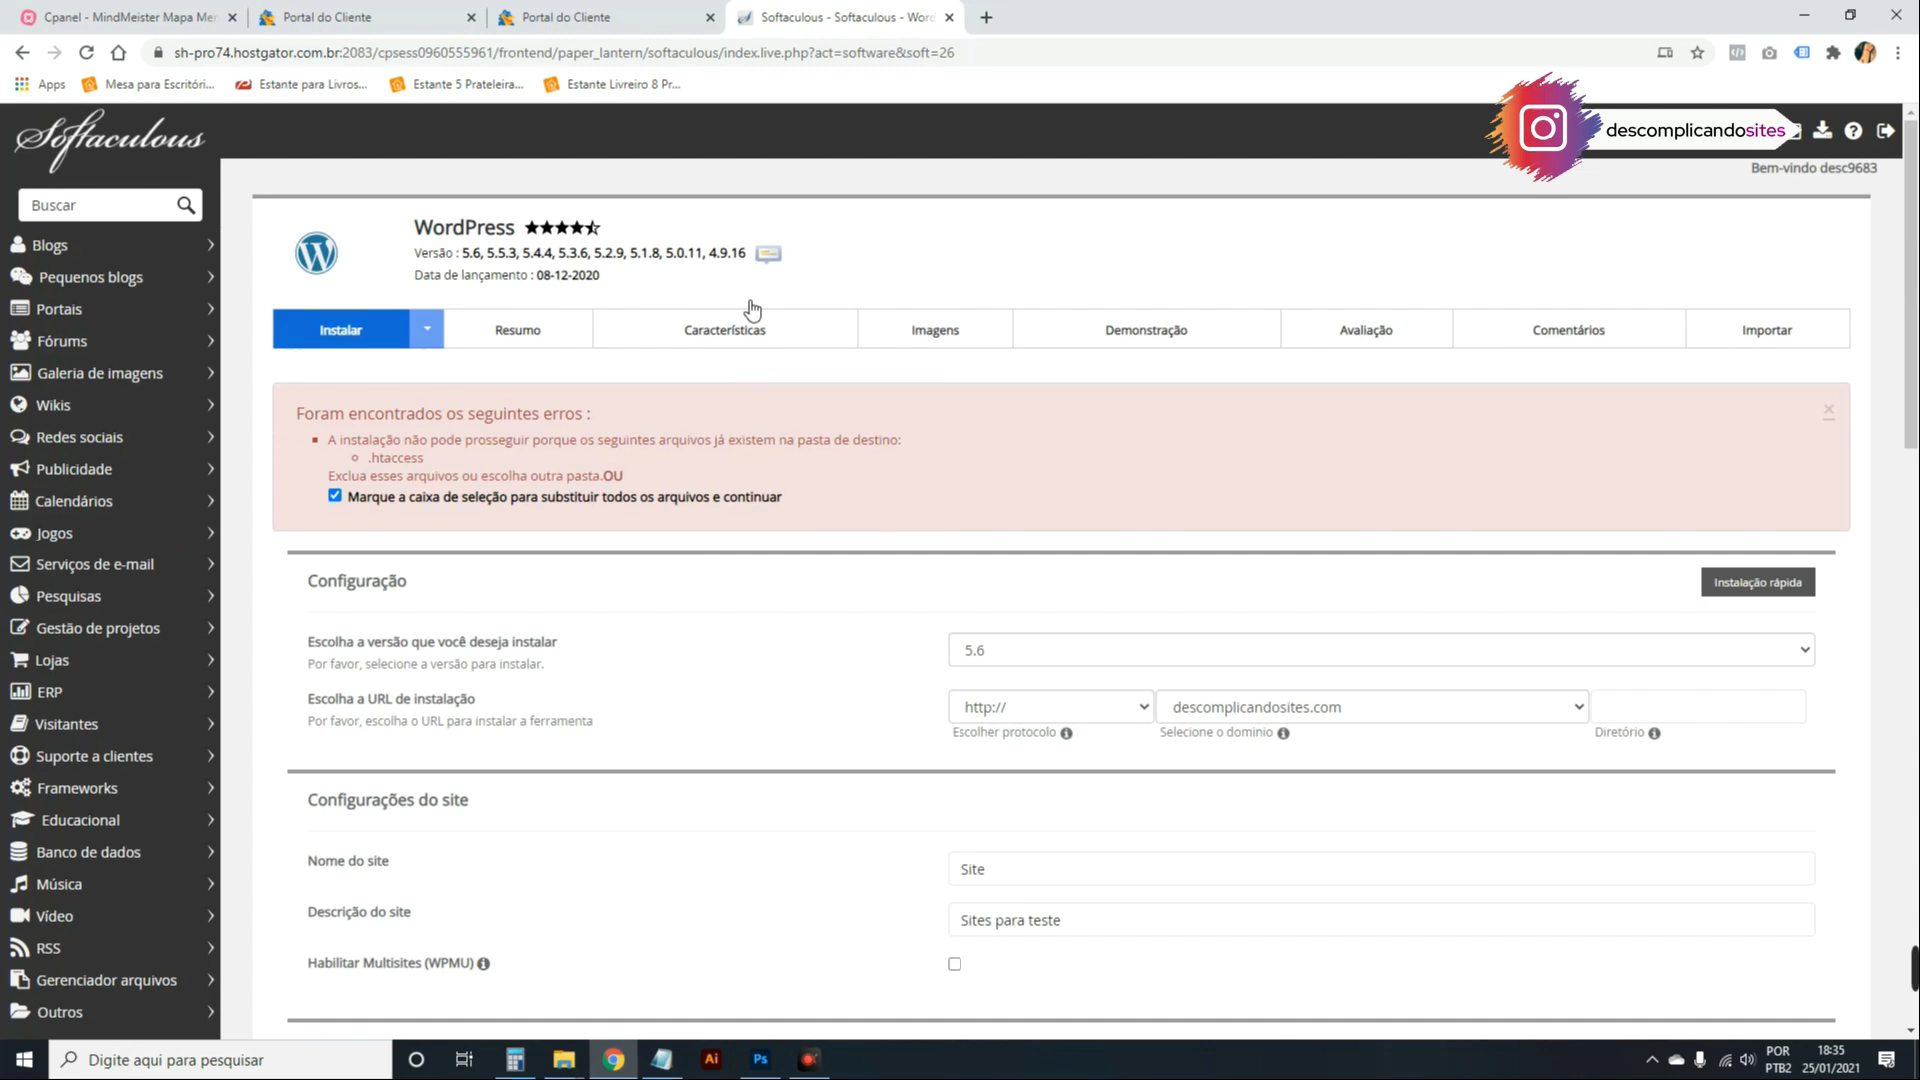 Cpanel - MindMeister Mapa Men
Portal do Cliente
Portal do Cliente
Softaculous - Softaculous - Word
sh-pro74.hostgator.com.br:2083/cpsess0960555961/frontend/paper_lantern/softaculous/index.live.php?act=software&soft=26
Apps
Mesa para Escritóri...
Estante para Livros...
Estante 5 Prateleira...
Estante Livreiro 8 Pr...
Softaculous
descomplicandosites
Bem-vindo desc9683
Buscar
Blogs
Pequenos blogs
Portais
Fórums
Galeria de imagens
Wikis
Redes sociais
Publicidade
Calendários
Jogos
Serviços de e-mail
Pesquisas
Gestão de projetos
Lojas
ERP
Visitantes
Suporte a clientes
Frameworks
Educacional
Banco de dados
Música
Vídeo
RSS
Gerenciador arquivos
Outros
WordPress
Versão : 5.6, 5.5.3, 5.4.4, 5.3.6, 5.2.9, 5.1.8, 5.0.11, 4.9.16
Data de lançamento : 08-12-2020
Instalar
Resumo
Características
Imagens
Demonstração
Avaliação
Comentários
Importar
Foram encontrados os seguintes erros :
A instalação não pode prosseguir porque os seguintes arquivos já existem na pasta de destino:
.htaccess
Exclua esses arquivos ou escolha outra pasta.OU
Marque a caixa de seleção para substituir todos os arquivos e continuar
Configuração
Instalação rápida
Escolha a versão que você deseja instalar
Por favor, selecione a versão para instalar.
5.6
Escolha a URL de instalação
Por favor, escolha o URL para instalar a ferramenta
http://
descomplicandosites.com
Escolher protocolo
Selecione o dominio
Diretório
Configurações do site
Nome do site
Site
Descrição do site
Sites para teste
Habilitar Multisites (WPMU)
Digite aqui para pesquisar
Ai
Ps
POR
PTB2
18:35
25/01/2021